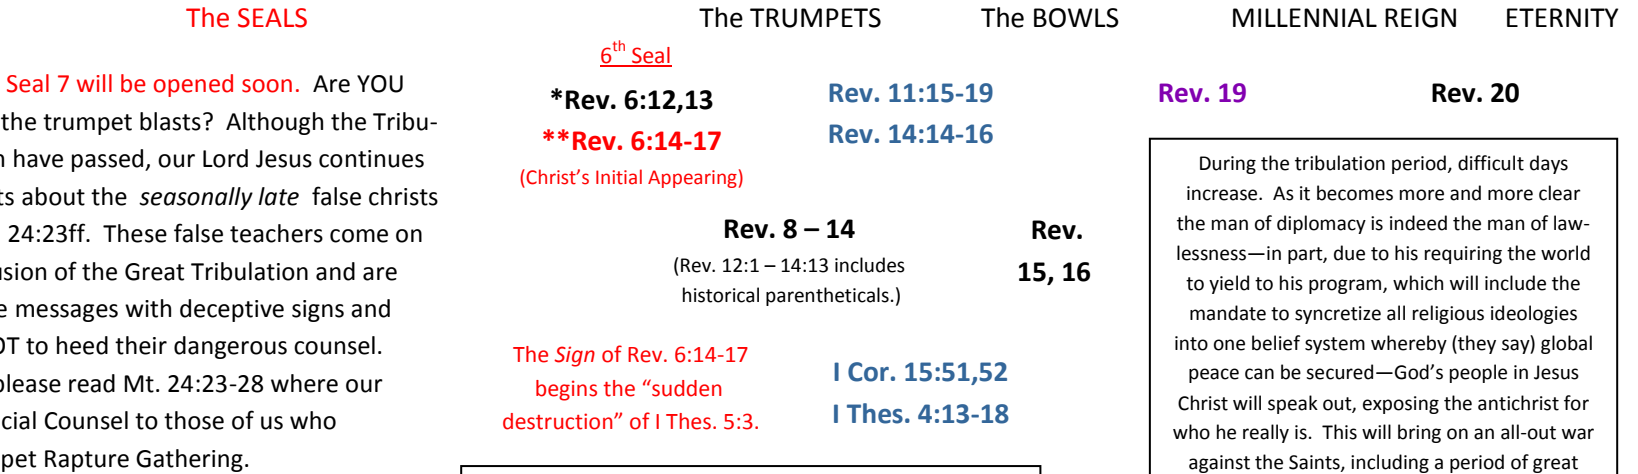 The SEALS
The TRUMPETS
The BOWLS
MILLENNIAL REIGN
ETERNITY
Seal 7 will be opened soon. Are YOU
the trumpet blasts? Although the Tribu-
have passed, our Lord Jesus continues
about the seasonally late false christs
24:23ff. These false teachers come on
of the Great Tribulation and are
messages with deceptive signs and
to heed their dangerous counsel.
please read Mt. 24:23-28 where our
Counsel to those of us who
Rapture Gathering.
6th Seal
*Rev. 6:12,13
**Rev. 6:14-17
(Christ's Initial Appearing)
Rev. 11:15-19
Rev. 14:14-16
Rev. 8 – 14
(Rev. 12:1 – 14:13 includes
historical parentheticals.)
Rev.
15, 16
The Sign of Rev. 6:14-17
begins the “sudden
destruction” of I Thes. 5:3.
I Cor. 15:51,52
I Thes. 4:13-18
Rev. 19
Rev. 20
During the tribulation period, difficult days
increase. As it becomes more and more clear
the man of diplomacy is indeed the man of law-
lessness—in part, due to his requiring the world
to yield to his program, which will include the
mandate to syncretize all religious ideologies
into one belief system whereby (they say) global
peace can be secured—God's people in Jesus
Christ will speak out, exposing the antichrist for
who he really is. This will bring on an all-out war
against the Saints, including a period of great